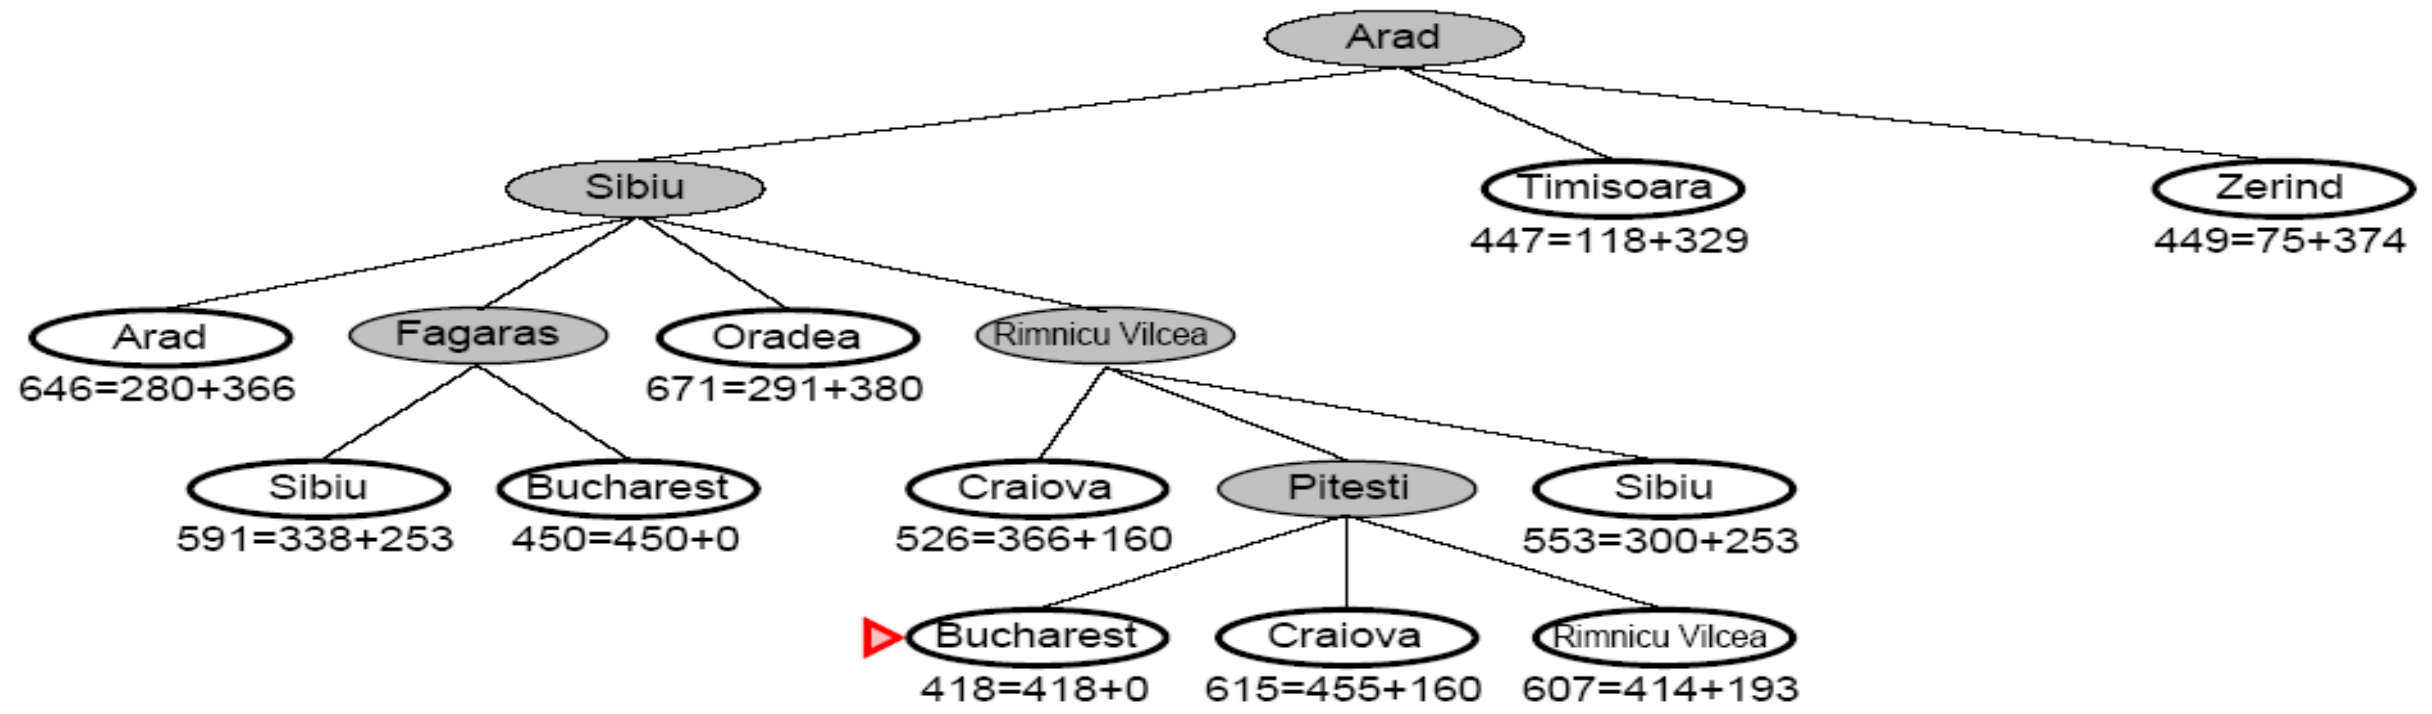 Arad
Sibiu
Timisoara
Zerind
447=118+329
449=75+374
Arad
Fagaras
Oradea
Rimnicu Vilcea
646=280+366
671=291+380
Sibiu
Bucharest
Craiova
Pitesti
Sibiu
591=338+253
450=450+0
526=366+160
553=300+253
Bucharest
Craiova
Rimnicu Vilcea
418=418+0
615=455+160
607=414+193